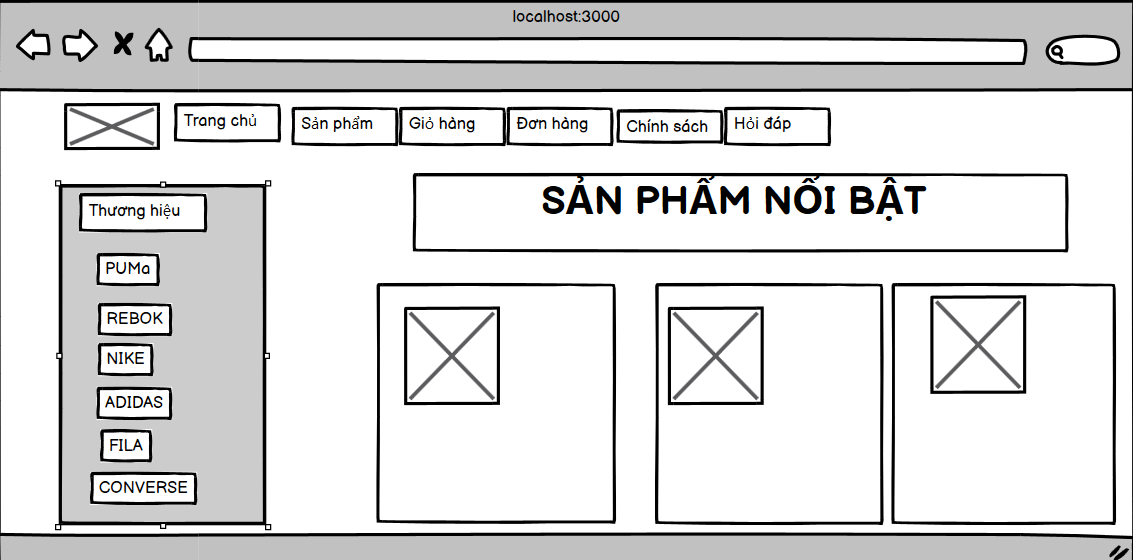 localhost:3000
Trang chủ
Sản phẩm
Giỏ hàng
Đơn hàng
Chính sách
Hỏi đáp
Thương hiệu
PUMa
REBOK
NIKE
ADIDAS
FILA
CONVERSE
SẢN PHẨM NỔI BẬT